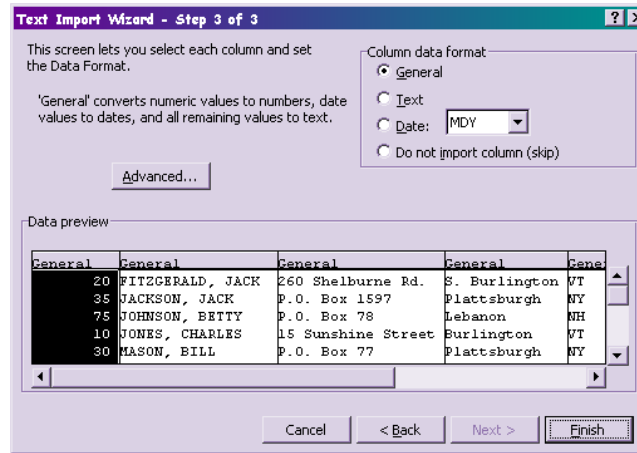 Text Import Wizard - Step 3 of 3
This screen lets you select each column and set
the Data Format.
'General' converts numeric values to numbers, date
values to dates, and all remaining values to text.
Advanced...
Column data format
General
Text
Date: MDY
Do not import column (skip)
Data preview
General General General General Gene
20 FITZGERALD, JACK 260 Shelburne Rd. S. Burlington VT
35 JACKSON, JACK P.O. Box 1597 Plattsburgh NY
75 JOHNSON, BETTY P.O. Box 78 Lebanon NH
10 JONES, CHARLES 15 Sunshine Street Burlington VT
30 MASON, BILL P.O. Box 77 Plattsburgh NY
Cancel < Back Next > Finish